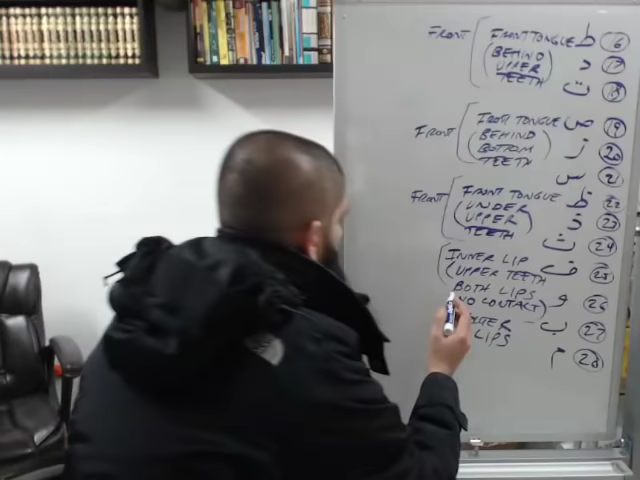 FRONT FRONT TONGUE ط 16
(BEHIND د 17
UPPER)
TEETH ت 18
FRONT TONGUE ص 19
FRONT (BEHIND
BOTTOM) ز 20
TEETH
س 21
FRONT FRONT TONGUE ظ 22
(UNDER
UPPER) ذ 23
TEETH
ث 24
INNER LIP
(UPPER TEETH ف 25
BOTH LIPS
NO CONTACT) و 26
ب 27
LIPS
م 28